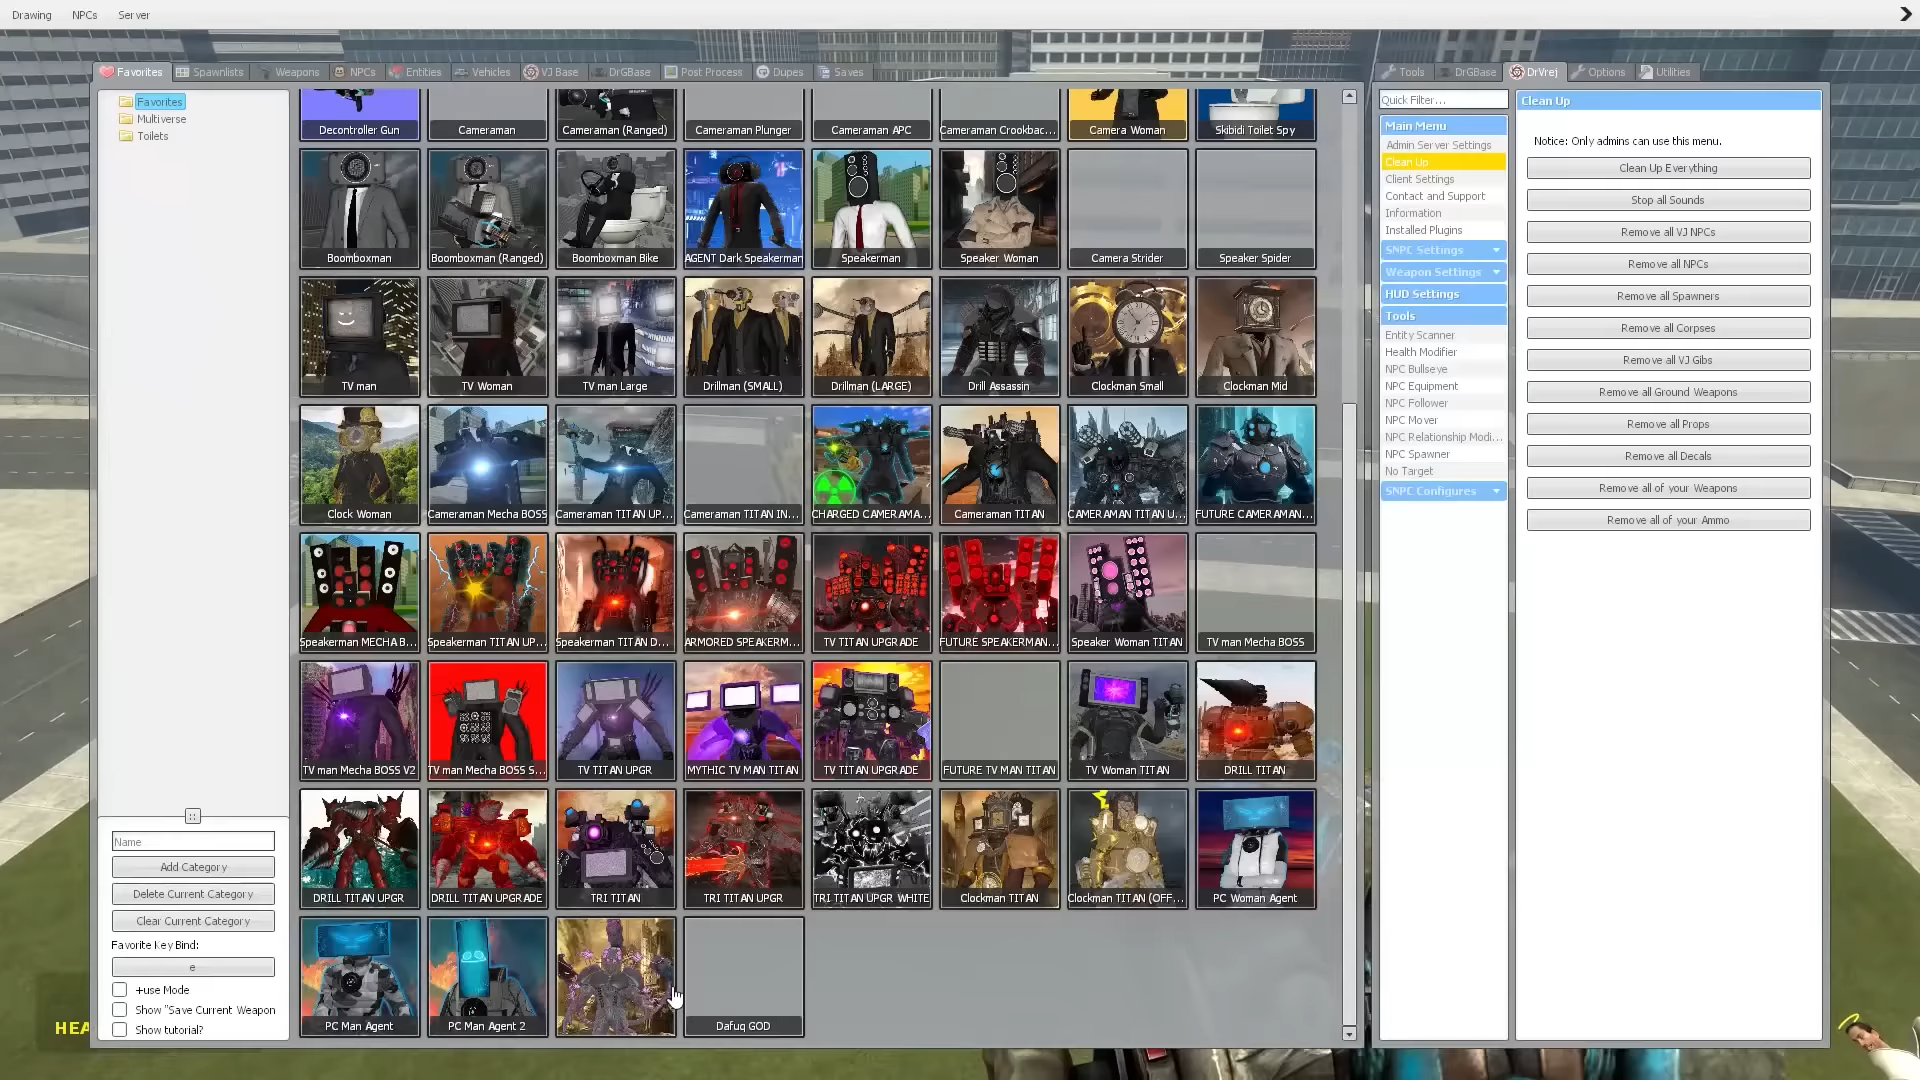 Drawing NPCs Server
Favorites Spawnlists Weapons NPCs Entities Vehicles VJ Base DrGBase Post Process Dupes Saves
Favorites
Multiverse
Toilets
Decontroller Gun Cameraman Cameraman (Ranged) Cameraman Plunger Cameraman APC Cameraman Crookbac... Camera Woman Skibidi Toilet Spy
Boomboxman Boomboxman (Ranged) Boomboxman Bike AGENT Dark Speakerman Speakerman Speaker Woman Camera Strider Speaker Spider
TV man TV Woman TV man Large Drillman (SMALL) Drillman (LARGE) Drill Assassin Clockman Small Clockman Mid
Clock Woman Cameraman Mecha BOSS Cameraman TITAN UP... Cameraman TITAN IN... CHARGED CAMERAMA... Cameraman TITAN CAMERAMAN TITAN U... FUTURE CAMERAMAN...
Speakerman MECHA B... Speakerman TITAN UP... Speakerman TITAN D... ARMORED SPEAKERM... TV TITAN UPGRADE FUTURE SPEAKERMAN... Speaker Woman TITAN TV man Mecha BOSS
TV man Mecha BOSS V2 TV man Mecha BOSS S... TV TITAN UPGR MYTHIC TV MAN TITAN TV TITAN UPGRADE FUTURE TV MAN TITAN TV Woman TITAN DRILL TITAN
DRILL TITAN UPGR DRILL TITAN UPGRADE TRI TITAN TRI TITAN UPGR TRI TITAN UPGR WHITE Clockman TITAN Clockman TITAN (OFF... PC Woman Agent
PC Man Agent PC Man Agent 2 Dafuq GOD
Name
Add Category
Delete Current Category
Clear Current Category
Favorite Key Bind:
e
+use Mode
Show "Save Current Weapon
Show tutorial?
HEA
Tools DrGBase DrVrej Options Utilities
Quick Filter...
Main Menu
Admin Server Settings
Clean Up
Client Settings
Contact and Support
Information
Installed Plugins
SNPC Settings
Weapon Settings
HUD Settings
Tools
Entity Scanner
Health Modifier
NPC Bullseye
NPC Equipment
NPC Follower
NPC Mover
NPC Relationship Modi...
NPC Spawner
No Target
SNPC Configures
Clean Up
Notice: Only admins can use this menu.
Clean Up Everything
Stop all Sounds
Remove all VJ NPCs
Remove all NPCs
Remove all Spawners
Remove all Corpses
Remove all VJ Gibs
Remove all Ground Weapons
Remove all Props
Remove all Decals
Remove all of your Weapons
Remove all of your Ammo